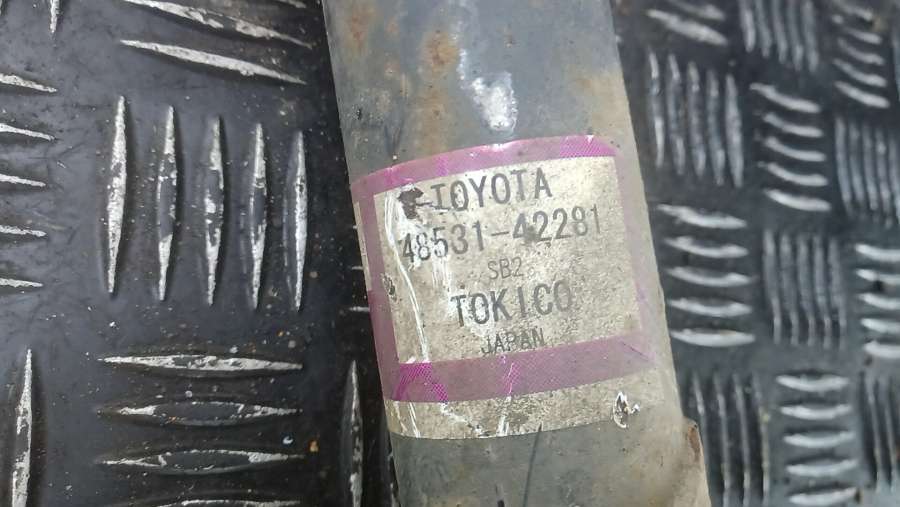 TOYOTA
48531-42281
SB2
TOKICO
JAPAN